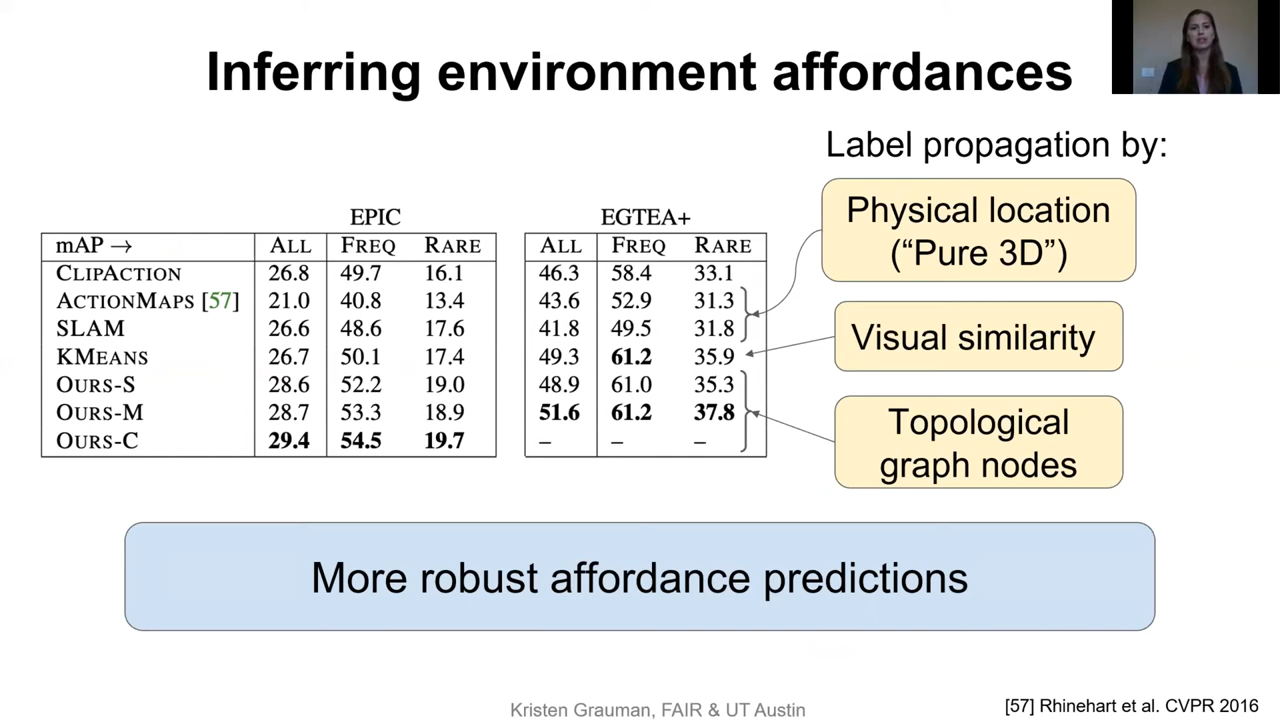 Inferring environment affordances
Label propagation by:
EPIC
mAP → ALL FREQ RARE
CLIPACTION 26.8 49.7 16.1
ACTIONMAPS [57] 21.0 40.8 13.4
SLAM 26.6 48.6 17.6
KMEANS 26.7 50.1 17.4
OURS-S 28.6 52.2 19.0
OURS-M 28.7 53.3 18.9
OURS-C 29.4 54.5 19.7
EGTEA+
ALL FREQ RARE
46.3 58.4 33.1
43.6 52.9 31.3
41.8 49.5 31.8
49.3 61.2 35.9
48.9 61.0 35.3
51.6 61.2 37.8
– – –
Physical location
(“Pure 3D”)
Visual similarity
Topological
graph nodes
More robust affordance predictions
Kristen Grauman, FAIR & UT Austin
[57] Rhinehart et al. CVPR 2016